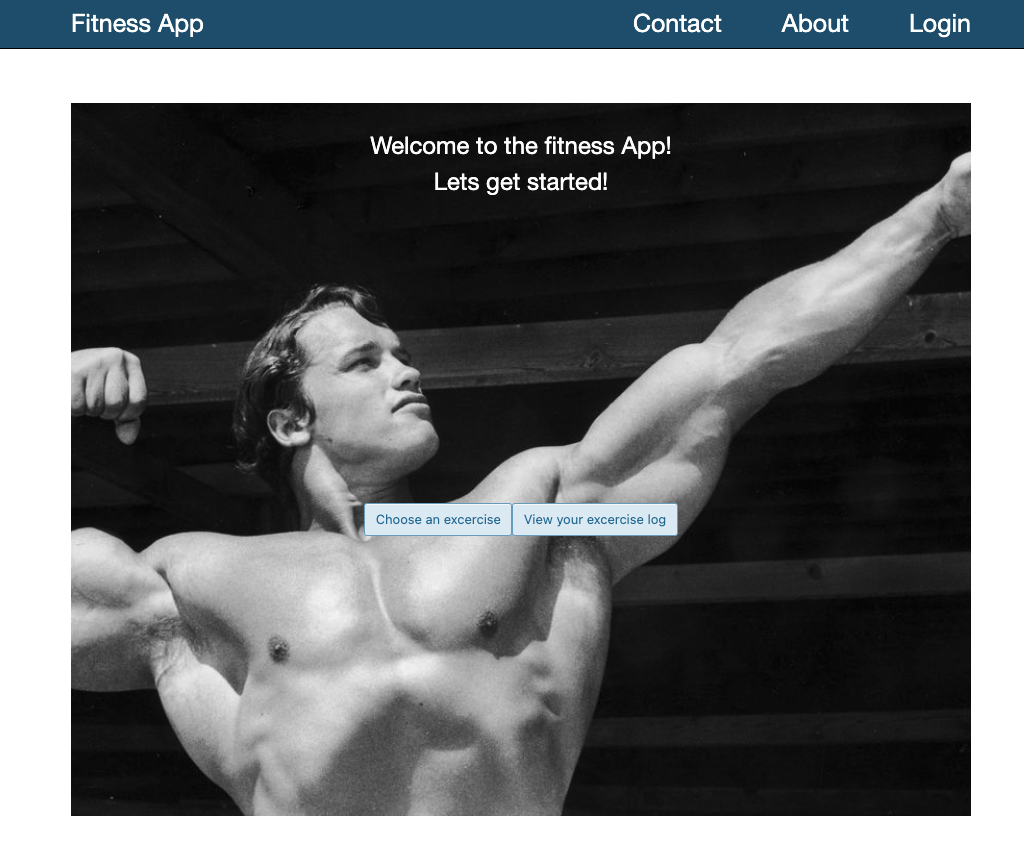 Fitness App Contact About Login
Welcome to the fitness App!
Lets get started!
Choose an excercise View your excercise log